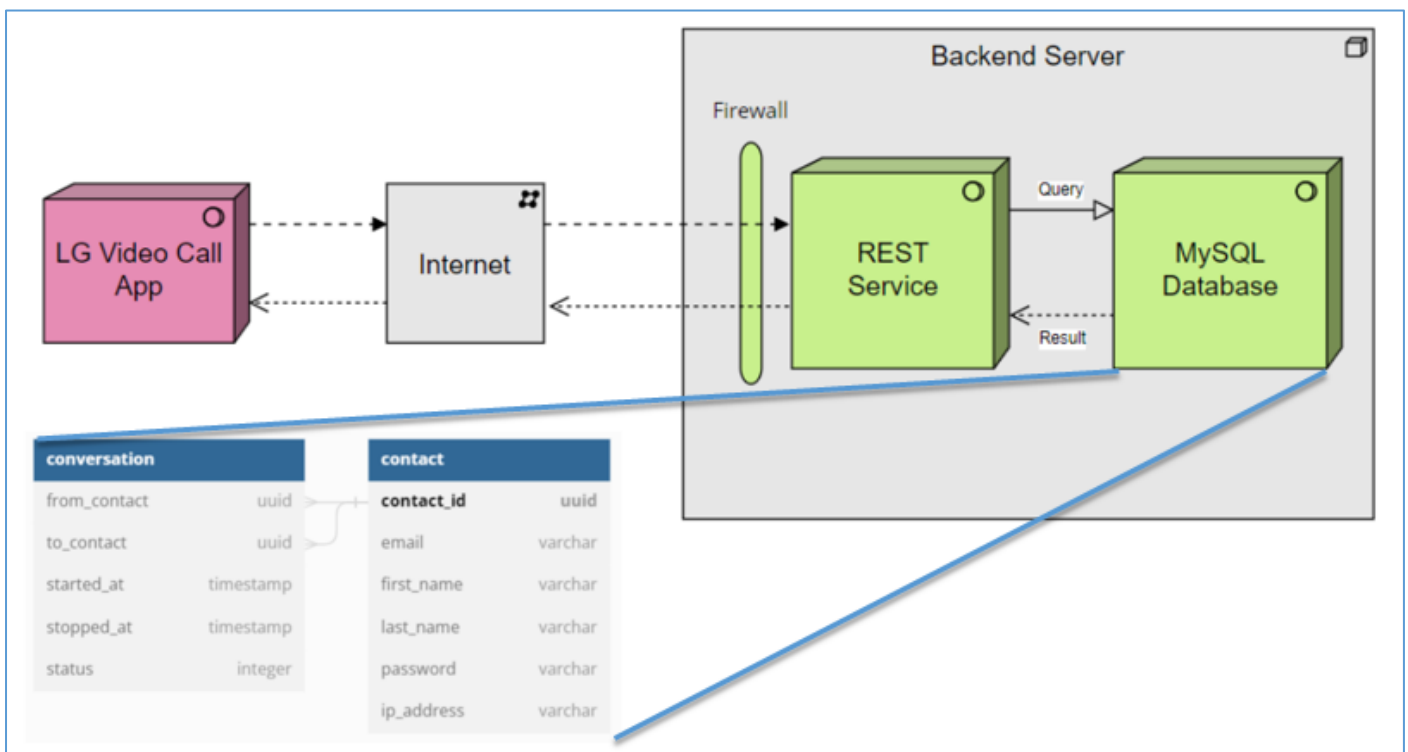 Backend Server
Firewall
LG Video Call
App
Internet
REST
Service
Query
Result
MySQL
Database
conversation
from_contact uuid
to_contact uuid
started_at timestamp
stopped_at timestamp
status integer
contact
contact_id uuid
email varchar
first_name varchar
last_name varchar
password varchar
ip_address varchar